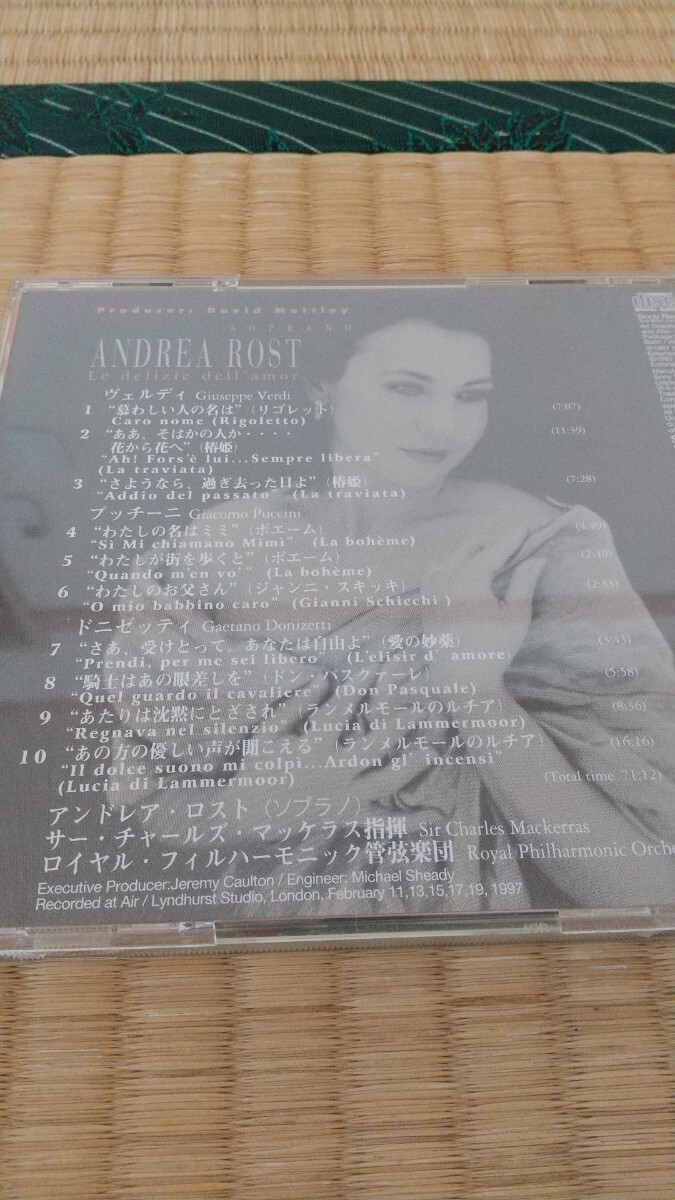 Producer: David Mottley
SOPRANO
ANDREA ROST
Le delizie dell'amor
ヴェルディ Giuseppe Verdi
1 “慕わしい人の名は”(リゴレット) (7:07)
Caro nome (Rigoletto)
2 “ああ、そはかの人か・・・・ (11:39)
花から花へ”(椿姫)
“Ah! Fors'è lui...Sempre libera”
(La traviata)
3 “さようなら、過ぎ去った日よ”(椿姫) (7:28)
“Addio del passato” (La traviata)
プッチーニ Giacomo Puccini
4 “わたしの名はミミ”(ボエーム) (4:49)
“Sì Mi chiamano Mimì” (La bohème)
5 “わたしが街を歩くと”(ボエーム) (2:40)
“Quando m'en vo” (La bohème)
6 “わたしのお父さん”(ジャンニ・スキッキ) (2:33)
“O mio babbino caro” (Gianni Schicchi)
ドニゼッティ Gaetano Donizetti
7 “さあ、受けとって、あなたは自由よ”(愛の妙薬) (5:43)
“Prendi, per me sei libero” (L'elisir d'amore)
8 “騎士はあの眼差しを”(ドン・パスクァーレ) (5:58)
“Quel guardo il cavaliere” (Don Pasquale)
9 “あたりは沈黙にとざされ”(ランメルモールのルチア) (8:36)
“Regnava nel silenzio” (Lucia di Lammermoor)
10 “あの方の優しい声が聞こえる”(ランメルモールのルチア) (16:16)
“Il dolce suono mi colpì...Ardon gl'incensi”
(Lucia di Lammermoor) (Total time 71:12)
アンドレア・ロスト(ソプラノ)
サー・チャールズ・マッケラス指揮 Sir Charles Mackerras
ロイヤル・フィルハーモニック管弦楽団 Royal Philharmonic Orche
Executive Producer:Jeremy Caulton / Engineer: Michael Sheady
Recorded at Air / Lyndhurst Studio, London, February 11,13,15,17,19, 1997